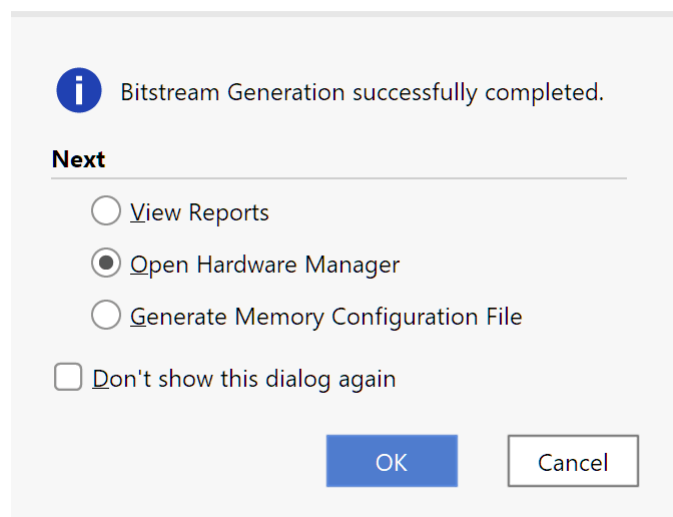 Bitstream Generation successfully completed.
Next
View Reports
Open Hardware Manager
Generate Memory Configuration File
Don't show this dialog again
OK
Cancel